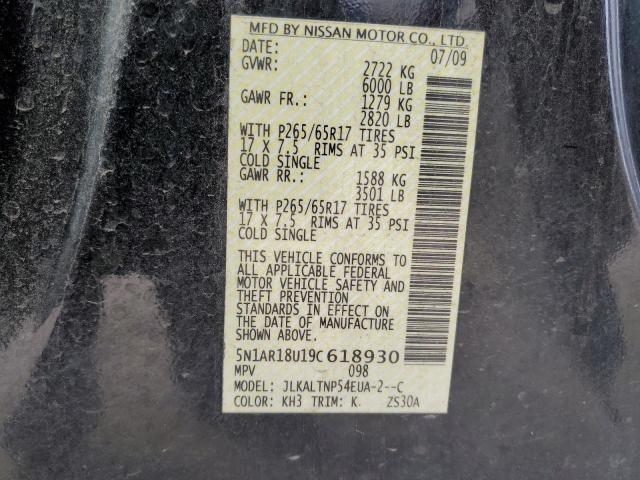 MFD BY NISSAN MOTOR CO., LTD.
DATE: 07/09
GVWR: 2722 KG
6000 LB
GAWR FR.: 1279 KG
2820 LB
WITH P265/65R17 TIRES
17 X 7.5 RIMS AT 35 PSI
COLD SINGLE
GAWR RR.: 1588 KG
3501 LB
WITH P265/65R17 TIRES
17 X 7.5 RIMS AT 35 PSI
COLD SINGLE
THIS VEHICLE CONFORMS TO
ALL APPLICABLE FEDERAL
MOTOR VEHICLE SAFETY AND
THEFT PREVENTION
STANDARDS IN EFFECT ON
THE DATE OF MANUFACTURE
SHOWN ABOVE.
5N1AR18U19C618930
MPV 098
MODEL: JLKALTNP54EUA-2--C
COLOR: KH3 TRIM: K ZS30A